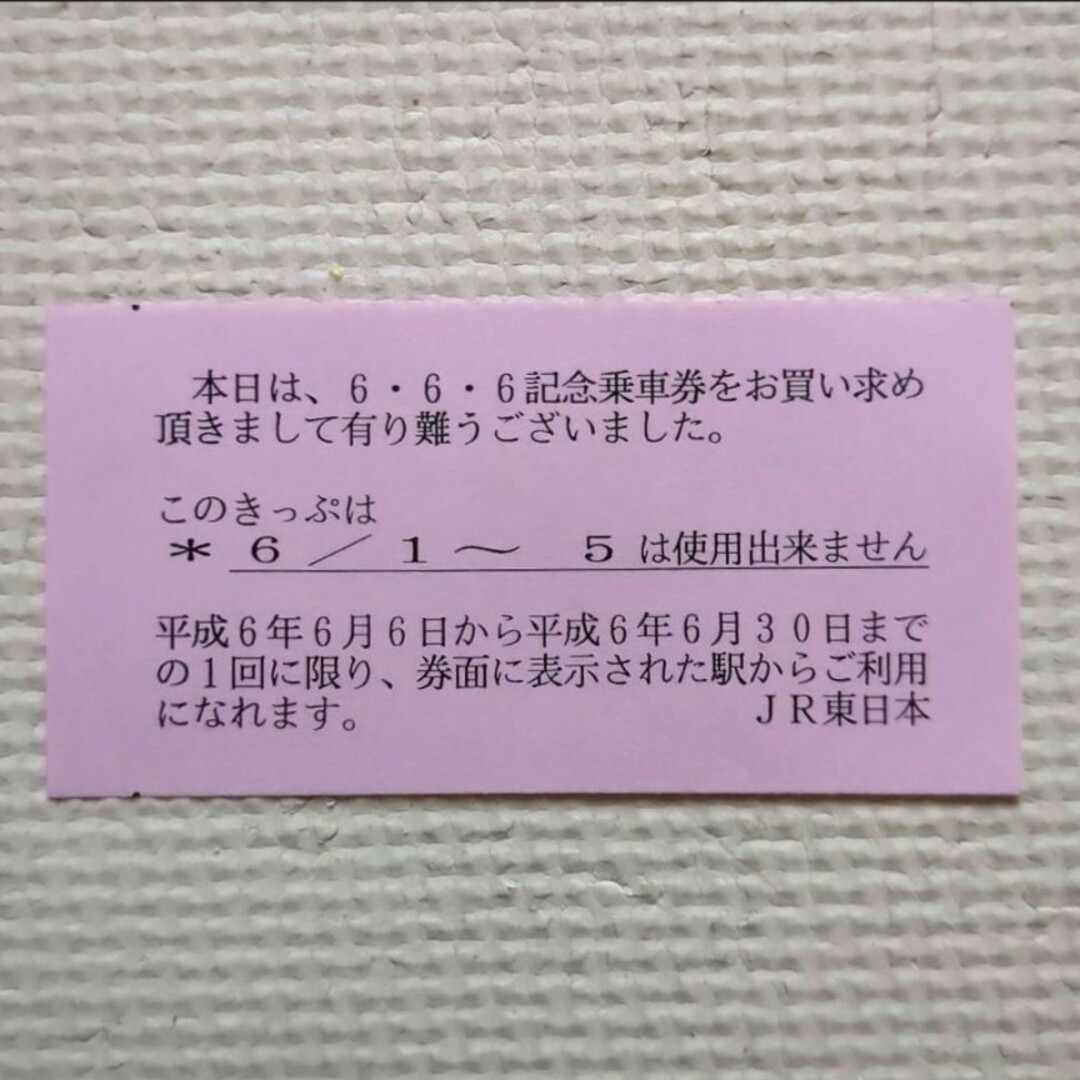 本日は、６・６・６記念乗車券をお買い求め
頂きまして有り難うございました。
このきっぷは
＊ ６／１～ ５ は使用出来ません
平成６年６月６日から平成６年６月３０日まで
の１回に限り、券面に表示された駅からご利用
になれます。 ＪＲ東日本